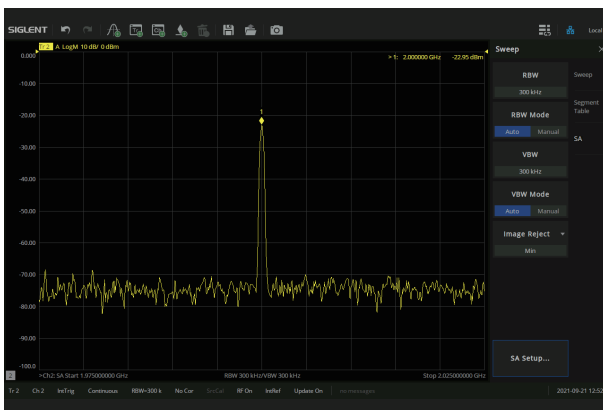 SIGLENT
Local
Tr 2 A LogM 10 dB/ 0 dBm
> 1: 2.000000 GHz -22.95 dBm
0.000
-10.00
-20.00
-30.00
-40.00
-50.00
-60.00
-70.00
-80.00
-90.00
-100.0
1
2
>Ch2: SA Start 1.975000000 GHz
RBW 300 kHz/VBW 300 kHz
Stop 2.025000000 GHz
Sweep
RBW
300 kHz
RBW Mode
Auto Manual
VBW
300 kHz
VBW Mode
Auto Manual
Image Reject
Min
SA Setup...
Sweep
Segment
Table
SA
Tr 2 Ch 2 IntTrig Continuous RBW=300 k No Cor SrcCal RF On IntRef Update On no messages 2021-09-21 12:52